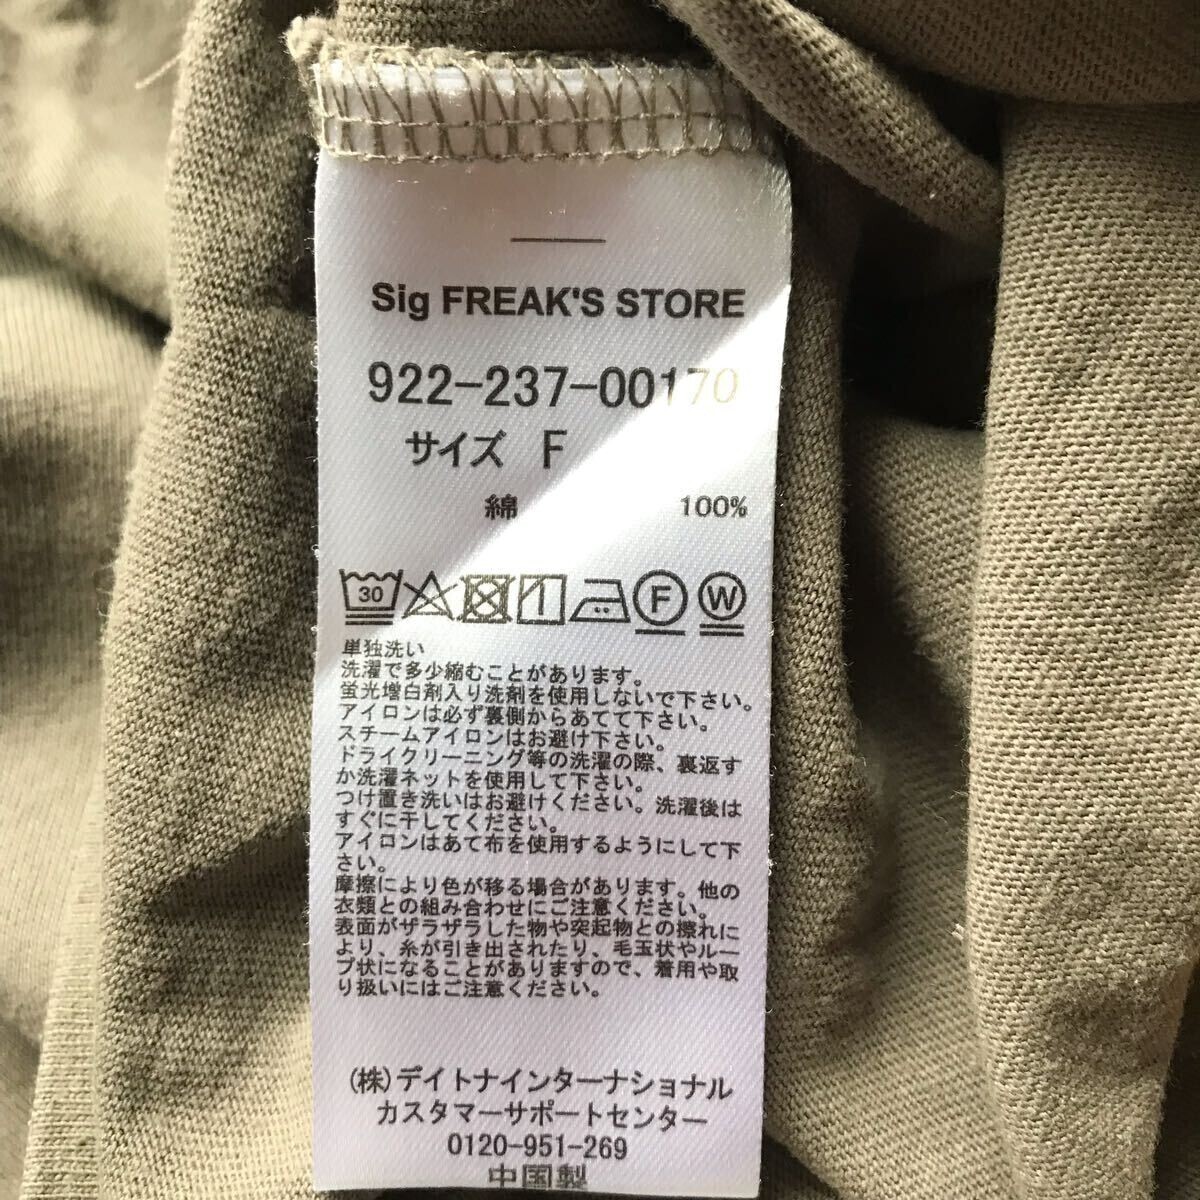 Sig FREAK'S STORE
922-237-00170
サイズ F
綿 100%
30 F W
単独洗い
洗濯で多少縮むことがあります。
蛍光増白剤入り洗剤を使用しないで下さい。
アイロンは必ず裏側からあてて下さい。
スチームアイロンはお避け下さい。
ドライクリーニング等の洗濯の際、裏返す
か洗濯ネットを使用して下さい。
つけ置き洗いはお避けください。洗濯後は
すぐに干してください。
アイロンはあて布を使用するようにして下
さい。
摩擦により色が移る場合があります。他の
衣類との組み合わせにご注意ください。
表面がザラザラした物や突起物との擦れに
より、糸が引き出されたり、毛玉状やルー
プ状になることがありますので、着用や取
り扱いにはご注意ください。
(株)デイトナインターナショナル
カスタマーサポートセンター
0120-951-269
中国製